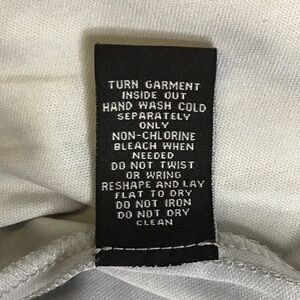 TURN GARMENT
INSIDE OUT
HAND WASH COLD
SEPARATELY
ONLY
NON-CHLORINE
BLEACH WHEN
NEEDED
DO NOT TWIST
OR WRING
RESHAPE AND LAY
FLAT TO DRY
DO NOT IRON
DO NOT DRY
CLEAN